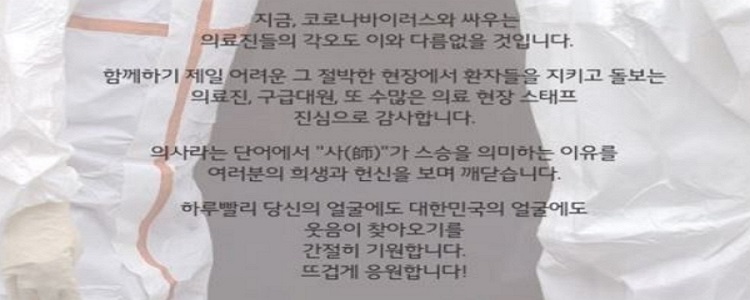 지금, 코로나바이러스와 싸우는
의료진들의 각오도 이와 다름없을 것입니다.
함께하기 제일 어려운 그 절박한 현장에서 환자들을 지키고 돌보는
의료진, 구급대원, 또 수많은 의료 현장 스태프
진심으로 감사합니다.
의사라는 단어에서 "사(師)"가 스승을 의미하는 이유를
여러분의 희생과 헌신을 보며 깨닫습니다.
하루빨리 당신의 얼굴에도 대한민국의 얼굴에도
웃음이 찾아오기를
간절히 기원합니다.
뜨겁게 응원합니다!